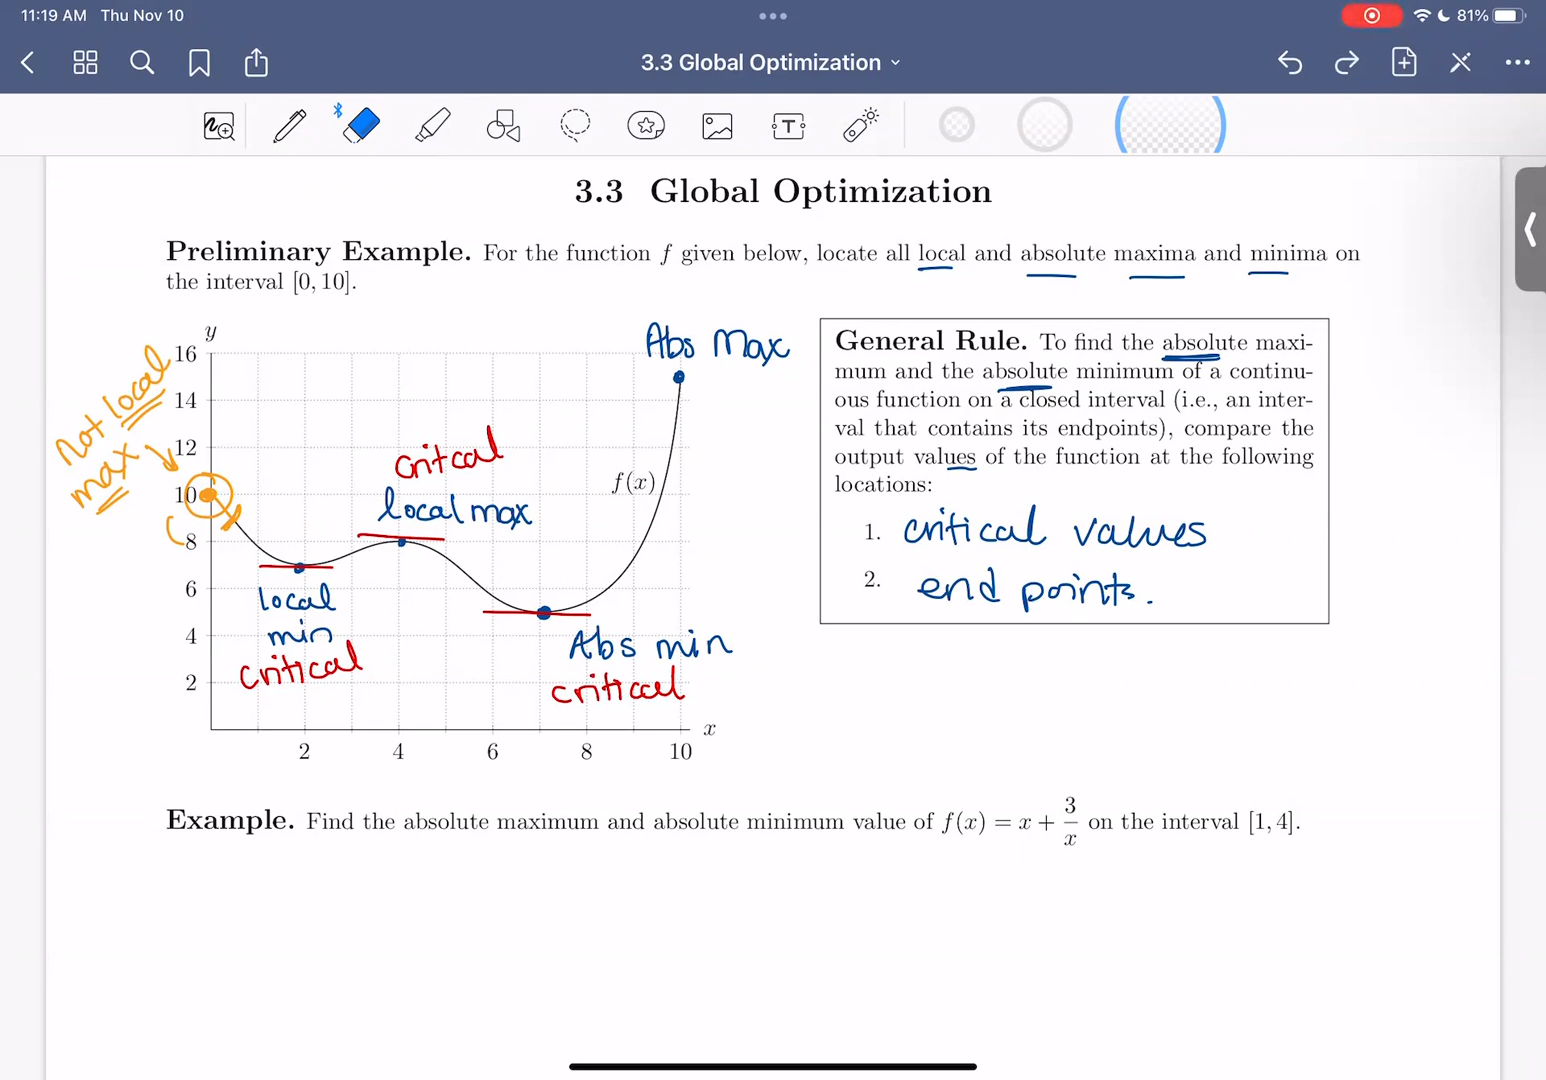 11:19 AM Thu Nov 10
81%
3.3 Global Optimization
T
3.3 Global Optimization
Preliminary Example. For the function f given below, locate all local and absolute maxima and minima on
the interval [0, 10].
y
16
14
12
10
8
6
4
2
2 4 6 8 10
x
f(x)
Not local
max
local
min
critical
critcal
local max
Abs Max
Abs min
critical
General Rule. To find the absolute maxi-
mum and the absolute minimum of a continu-
ous function on a closed interval (i.e., an inter-
val that contains its endpoints), compare the
output values of the function at the following
locations:
1. critical values
2. end points.
Example. Find the absolute maximum and absolute minimum value of f(x) = x + 3/x on the interval [1, 4].